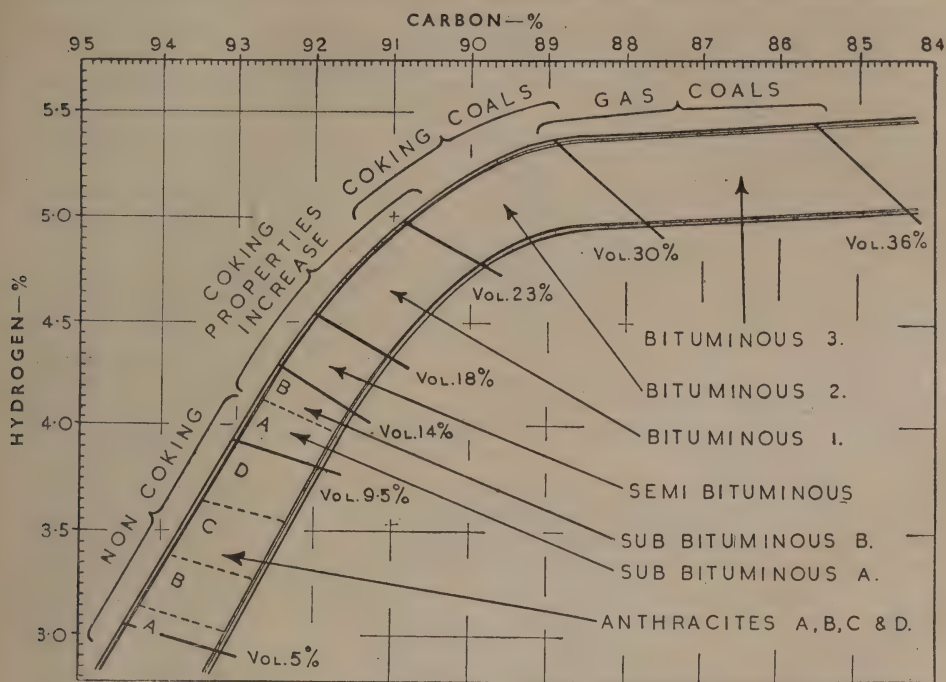 CARBON—%
95 94 93 92 91 90 89 88 87 86 85 84
HYDROGEN—%
5·5
5·0
4·5
4·0
3·5
3·0
NON COKING
COKING
PROPERTIES
INCREASE
COKING COALS
GAS COALS
VOL.36%
VOL.30%
VOL.23%
VOL.18%
VOL.14%
VOL.9·5%
VOL.5%
B
A
D
C
B
A
BITUMINOUS 3.
BITUMINOUS 2.
BITUMINOUS 1.
SEMI BITUMINOUS
SUB BITUMINOUS B.
SUB BITUMINOUS A.
ANTHRACITES A,B,C & D.